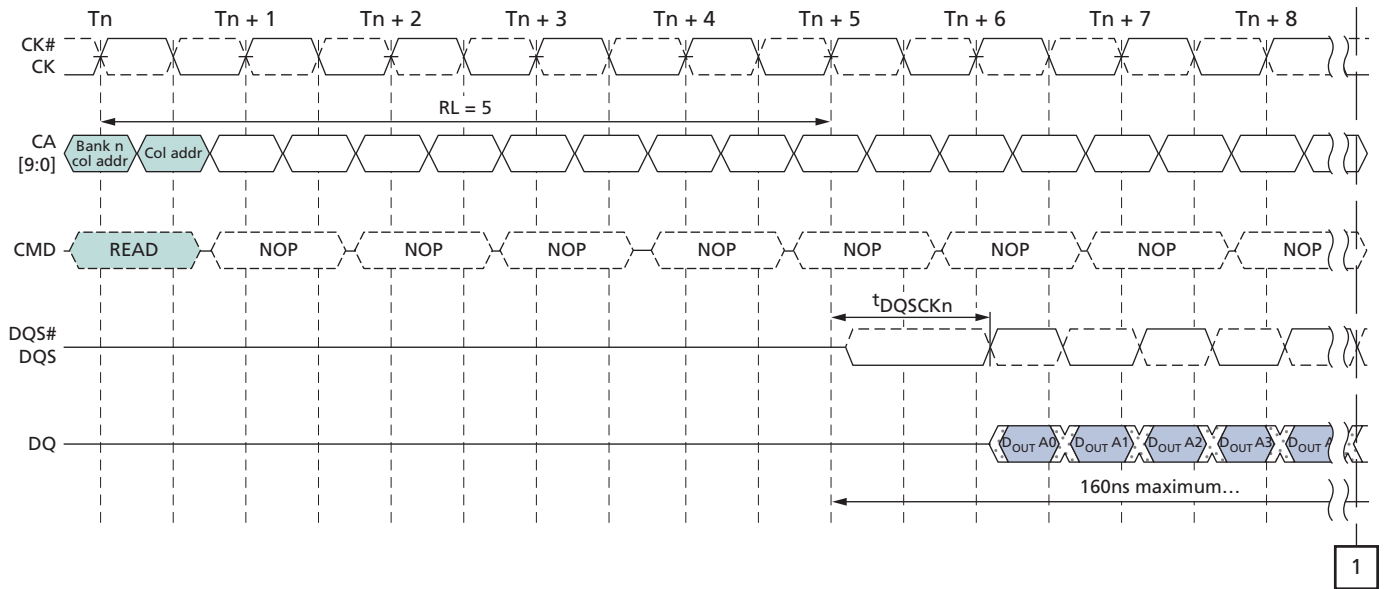 Tn Tn + 1 Tn + 2 Tn + 3 Tn + 4 Tn + 5 Tn + 6 Tn + 7 Tn + 8
CK#
CK
RL = 5
CA
[9:0]
Bank n
col addr
Col addr
CMD
READ NOP NOP NOP NOP NOP NOP NOP NOP
tDQSCKn
DQS#
DQS
DQ
DOUT A0 DOUT A1 DOUT A2 DOUT A3 DOUT A
160ns maximum…
1